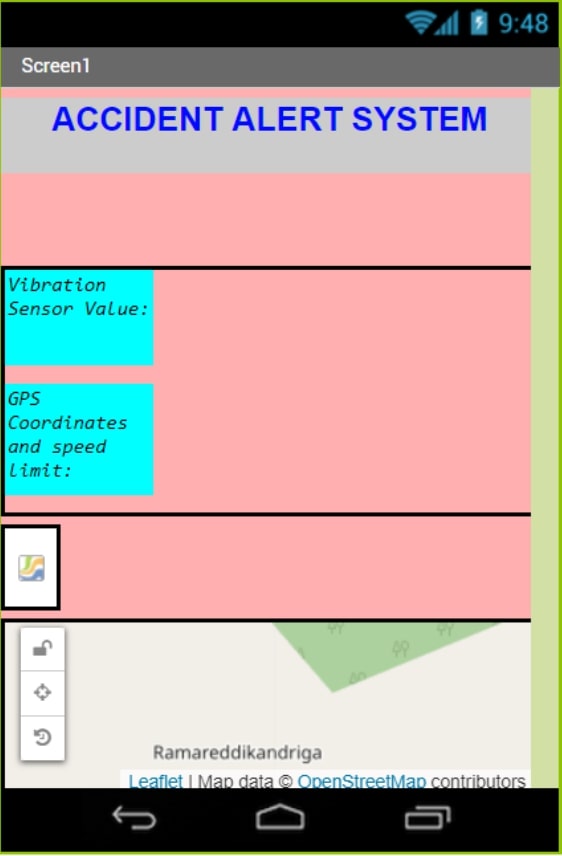 9:48
Screen1
ACCIDENT ALERT SYSTEM
Vibration
Sensor Value:
GPS
Coordinates
and speed
limit:
Ramareddikandriga
Leaflet | Map data © OpenStreetMap contributors